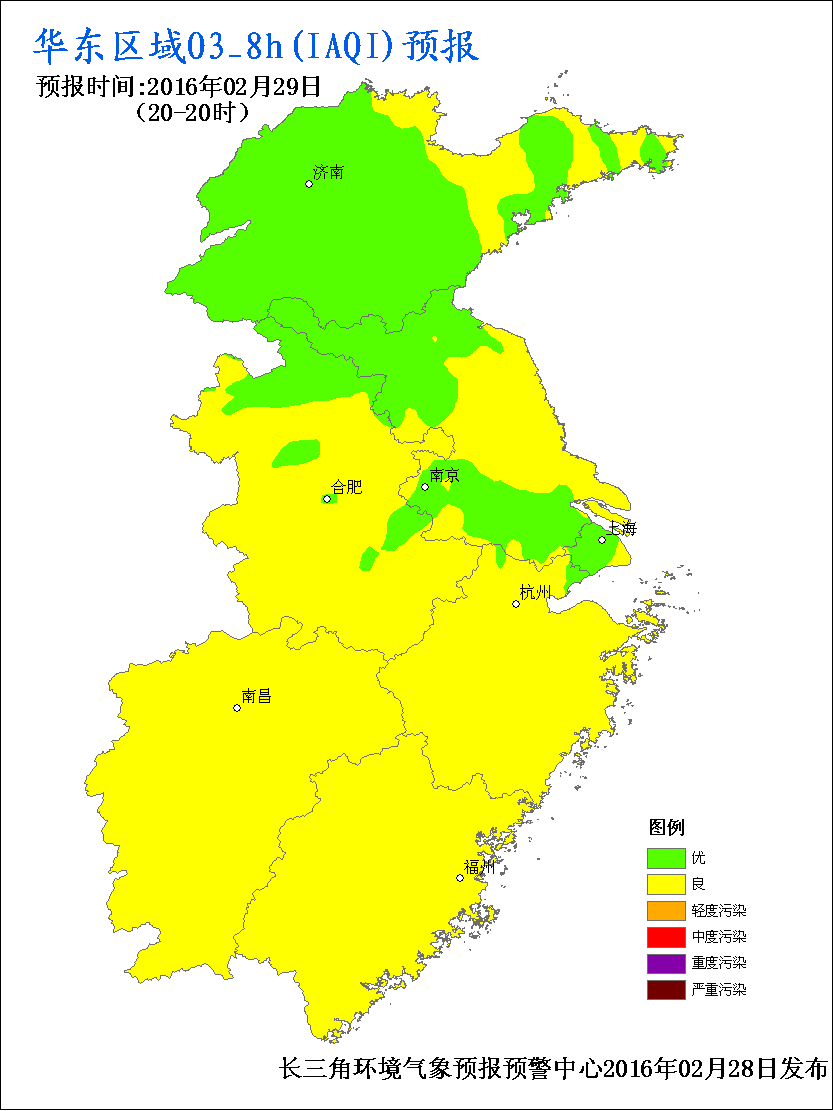 华东区域O3_8h(IAQI)预报
预报时间:2016年02月29日
(20-20时)
济南
南京
合肥
上海
杭州
南昌
福州
图例
优
良
轻度污染
中度污染
重度污染
严重污染
长三角环境气象预报预警中心2016年02月28日发布